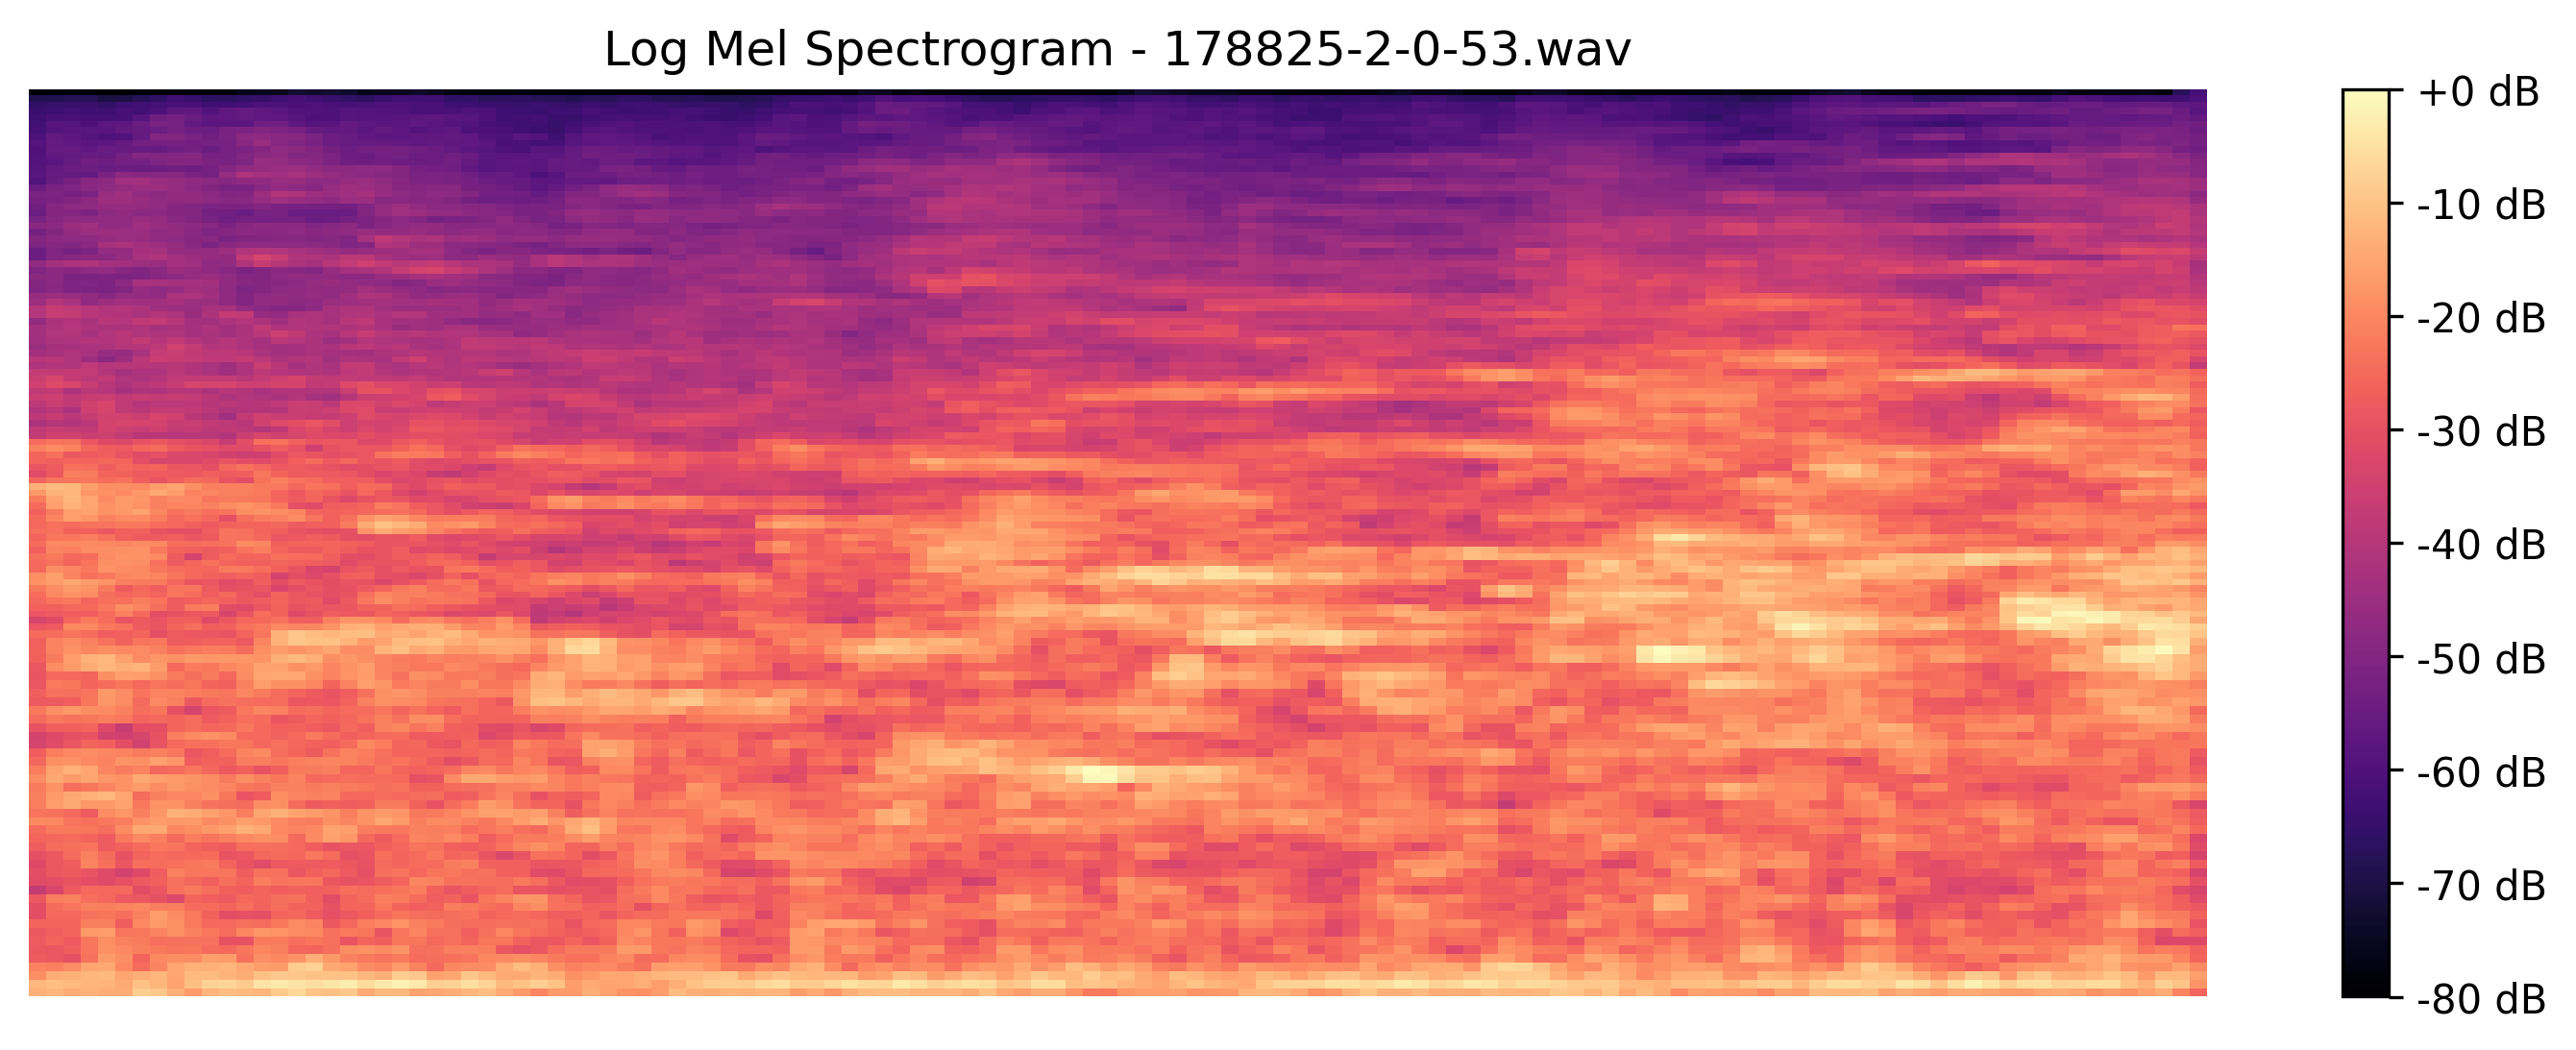 Log Mel Spectrogram - 178825-2-0-53.wav
+0 dB
-10 dB
-20 dB
-30 dB
-40 dB
-50 dB
-60 dB
-70 dB
-80 dB